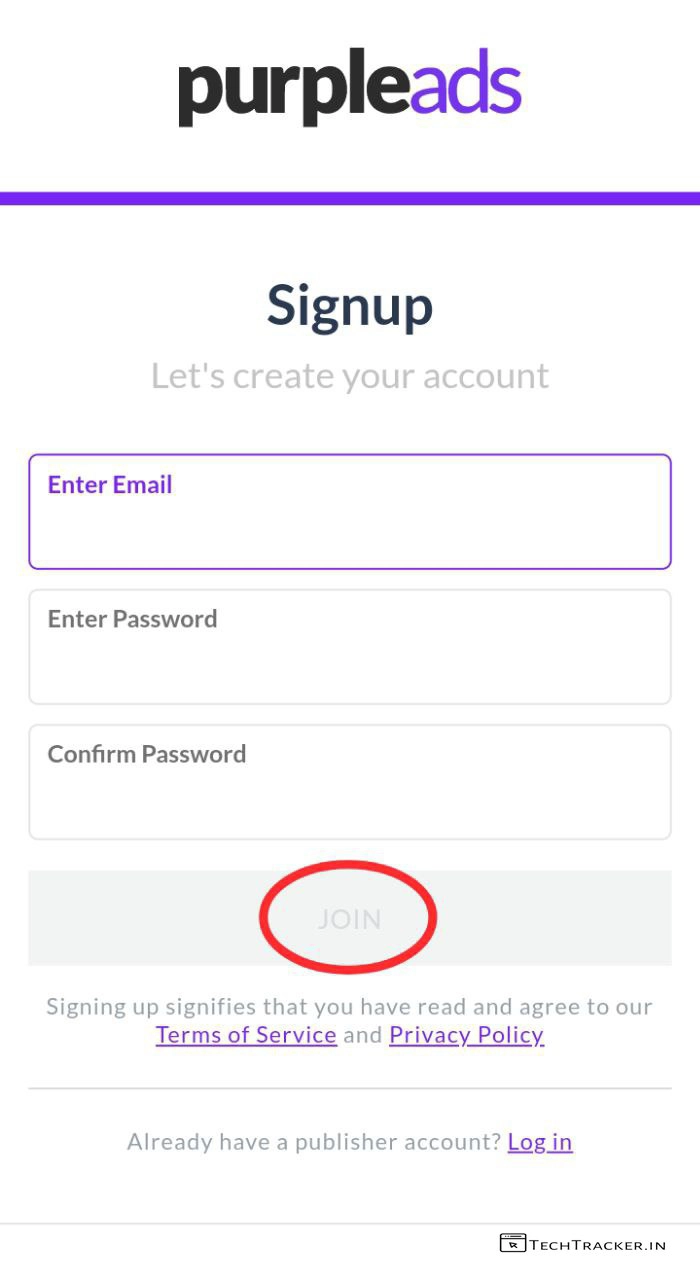 purpleads
Signup
Let's create your account
Enter Email
Enter Password
Confirm Password
JOIN
Signing up signifies that you have read and agree to our
Terms of Service and Privacy Policy
Already have a publisher account? Log in
TECHTRACKER.IN